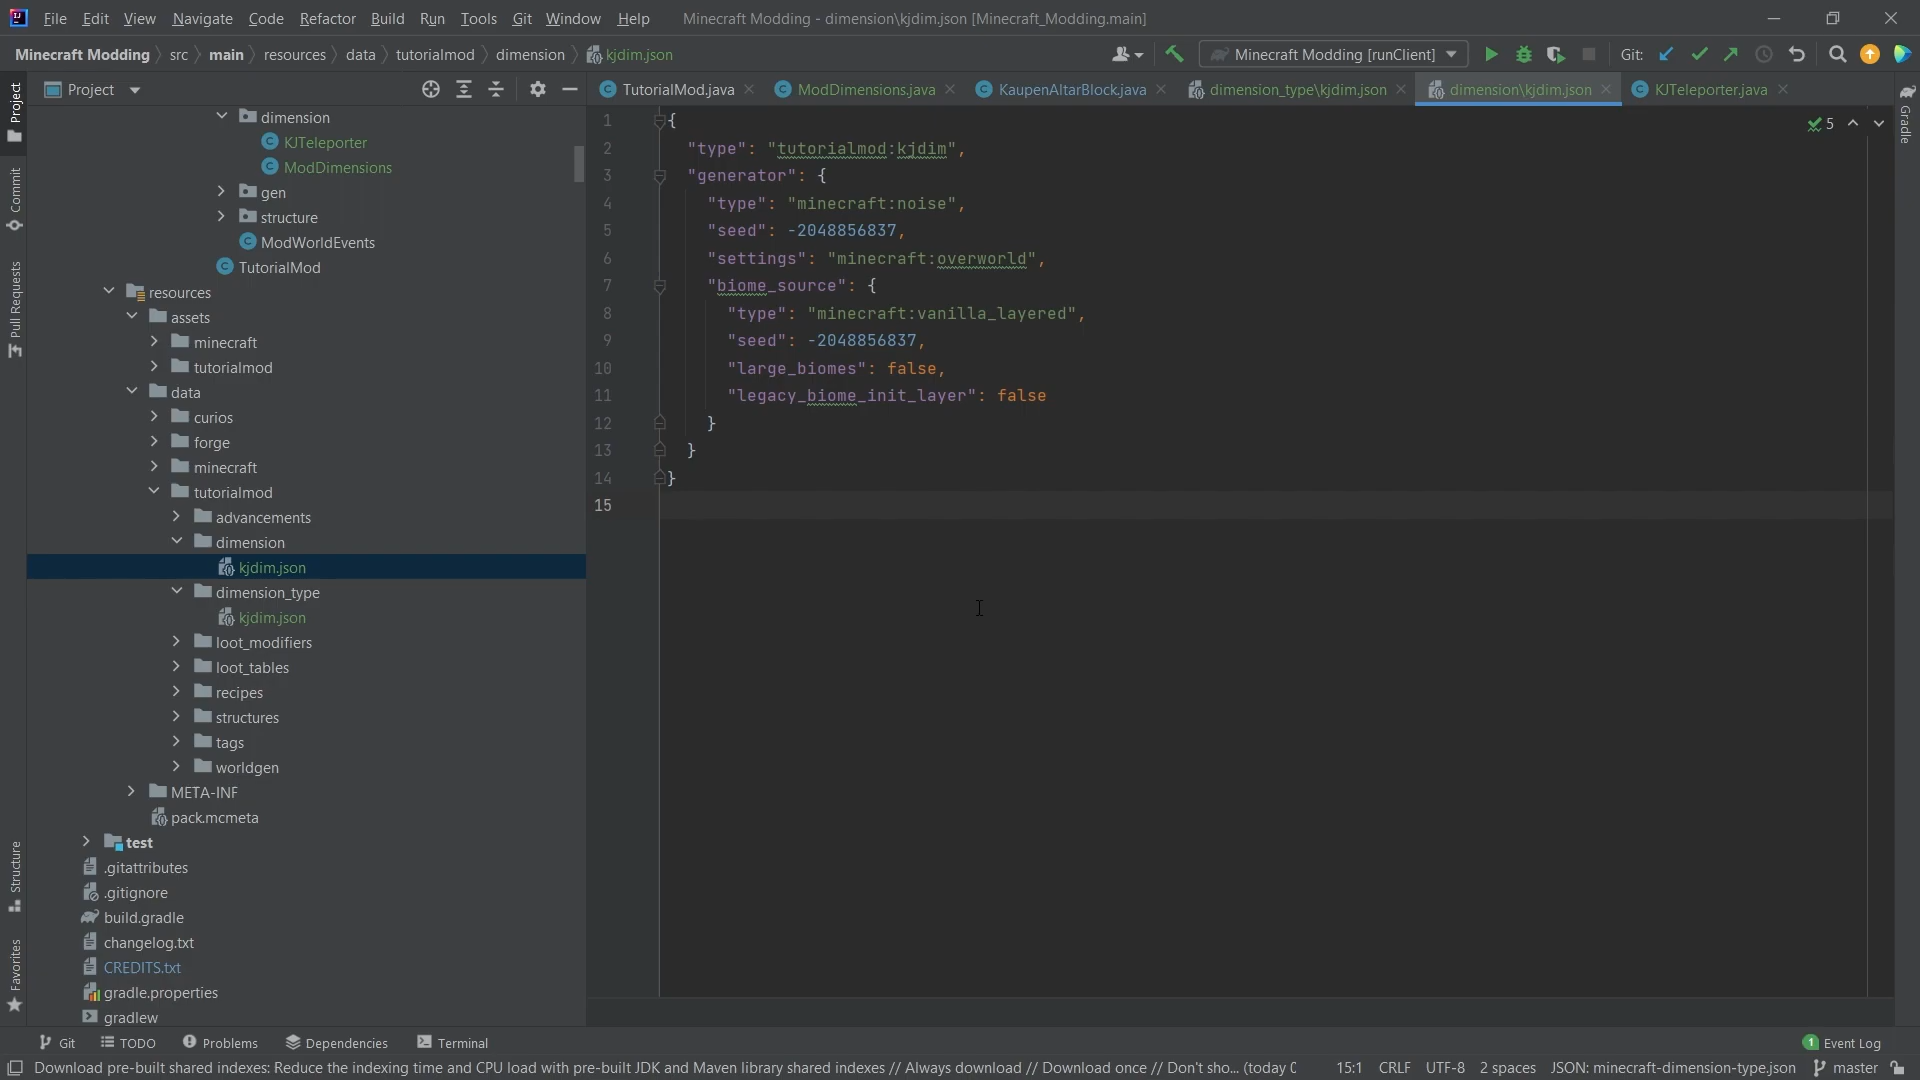 File Edit View Navigate Code Refactor Build Run Tools Git Window Help Minecraft Modding - dimension\kjdim.json [Minecraft_Modding.main]
Minecraft Modding src main resources data tutorialmod dimension kjdim.json Minecraft Modding [runClient] Git:
Project
TutorialMod.java ModDimensions.java KaupenAltarBlock.java dimension_type\kjdim.json dimension\kjdim.json KJTeleporter.java
Project
Commit
Pull Requests
Structure
Favorites
Gradle
dimension
KJTeleporter
ModDimensions
gen
structure
ModWorldEvents
TutorialMod
resources
assets
minecraft
tutorialmod
data
curios
forge
minecraft
tutorialmod
advancements
dimension
kjdim.json
dimension_type
kjdim.json
loot_modifiers
loot_tables
recipes
structures
tags
worldgen
META-INF
pack.mcmeta
test
.gitattributes
.gitignore
build.gradle
changelog.txt
CREDITS.txt
gradle.properties
gradlew
5
1 {
2 "type": "tutorialmod:kjdim",
3 "generator": {
4 "type": "minecraft:noise",
5 "seed": -2048856837,
6 "settings": "minecraft:overworld",
7 "biome_source": {
8 "type": "minecraft:vanilla_layered",
9 "seed": -2048856837,
10 "large_biomes": false,
11 "legacy_biome_init_layer": false
12 }
13 }
14 }
15
Git TODO Problems Dependencies Terminal 1 Event Log
Download pre-built shared indexes: Reduce the indexing time and CPU load with pre-built JDK and Maven library shared indexes // Always download // Download once // Don't sho... (today 15:1 CRLF UTF-8 2 spaces JSON: minecraft-dimension-type.json master